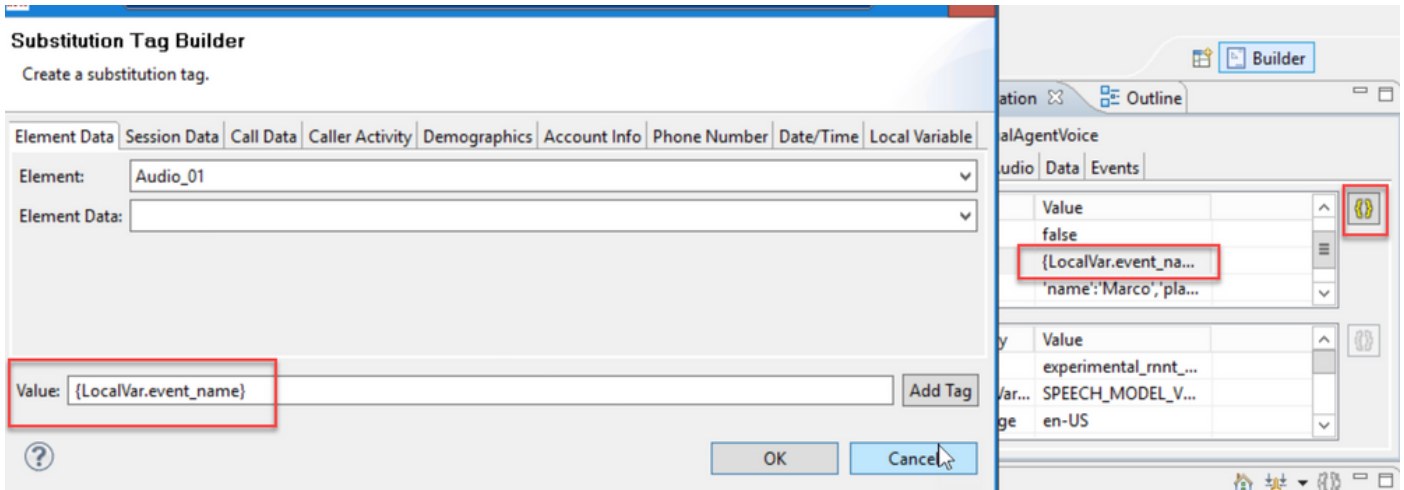 Substitution Tag Builder
Create a substitution tag.
Element Data Session Data Call Data Caller Activity Demographics Account Info Phone Number Date/Time Local Variable
Element: Audio_01
Element Data:
Value: {LocalVar.event_name} Add Tag
OK Cancel
Builder
ation Outline
alAgentVoice
udio Data Events
Value
false
{LocalVar.event_na...
'name':'Marco','pla...
y Value
experimental_rnnt_...
Var... SPEECH_MODEL_V...
ge en-US